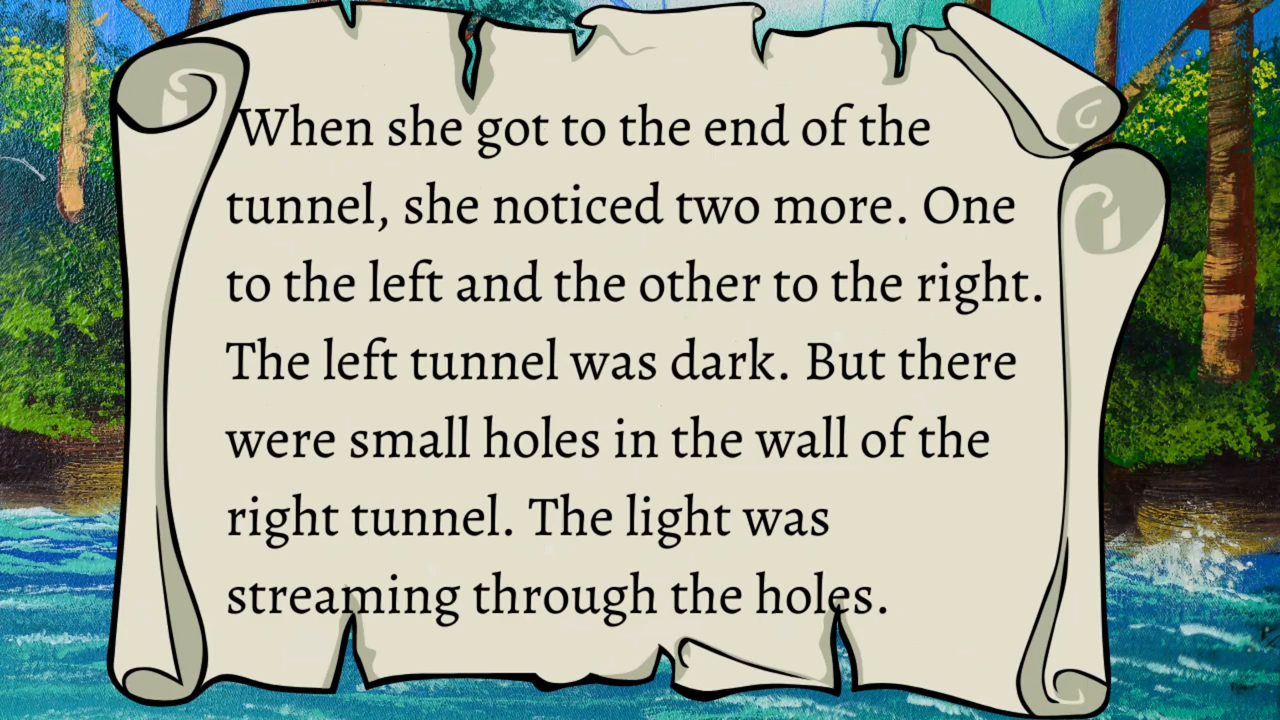 When she got to the end of the
tunnel, she noticed two more. One
to the left and the other to the right.
The left tunnel was dark. But there
were small holes in the wall of the
right tunnel. The light was
streaming through the holes.